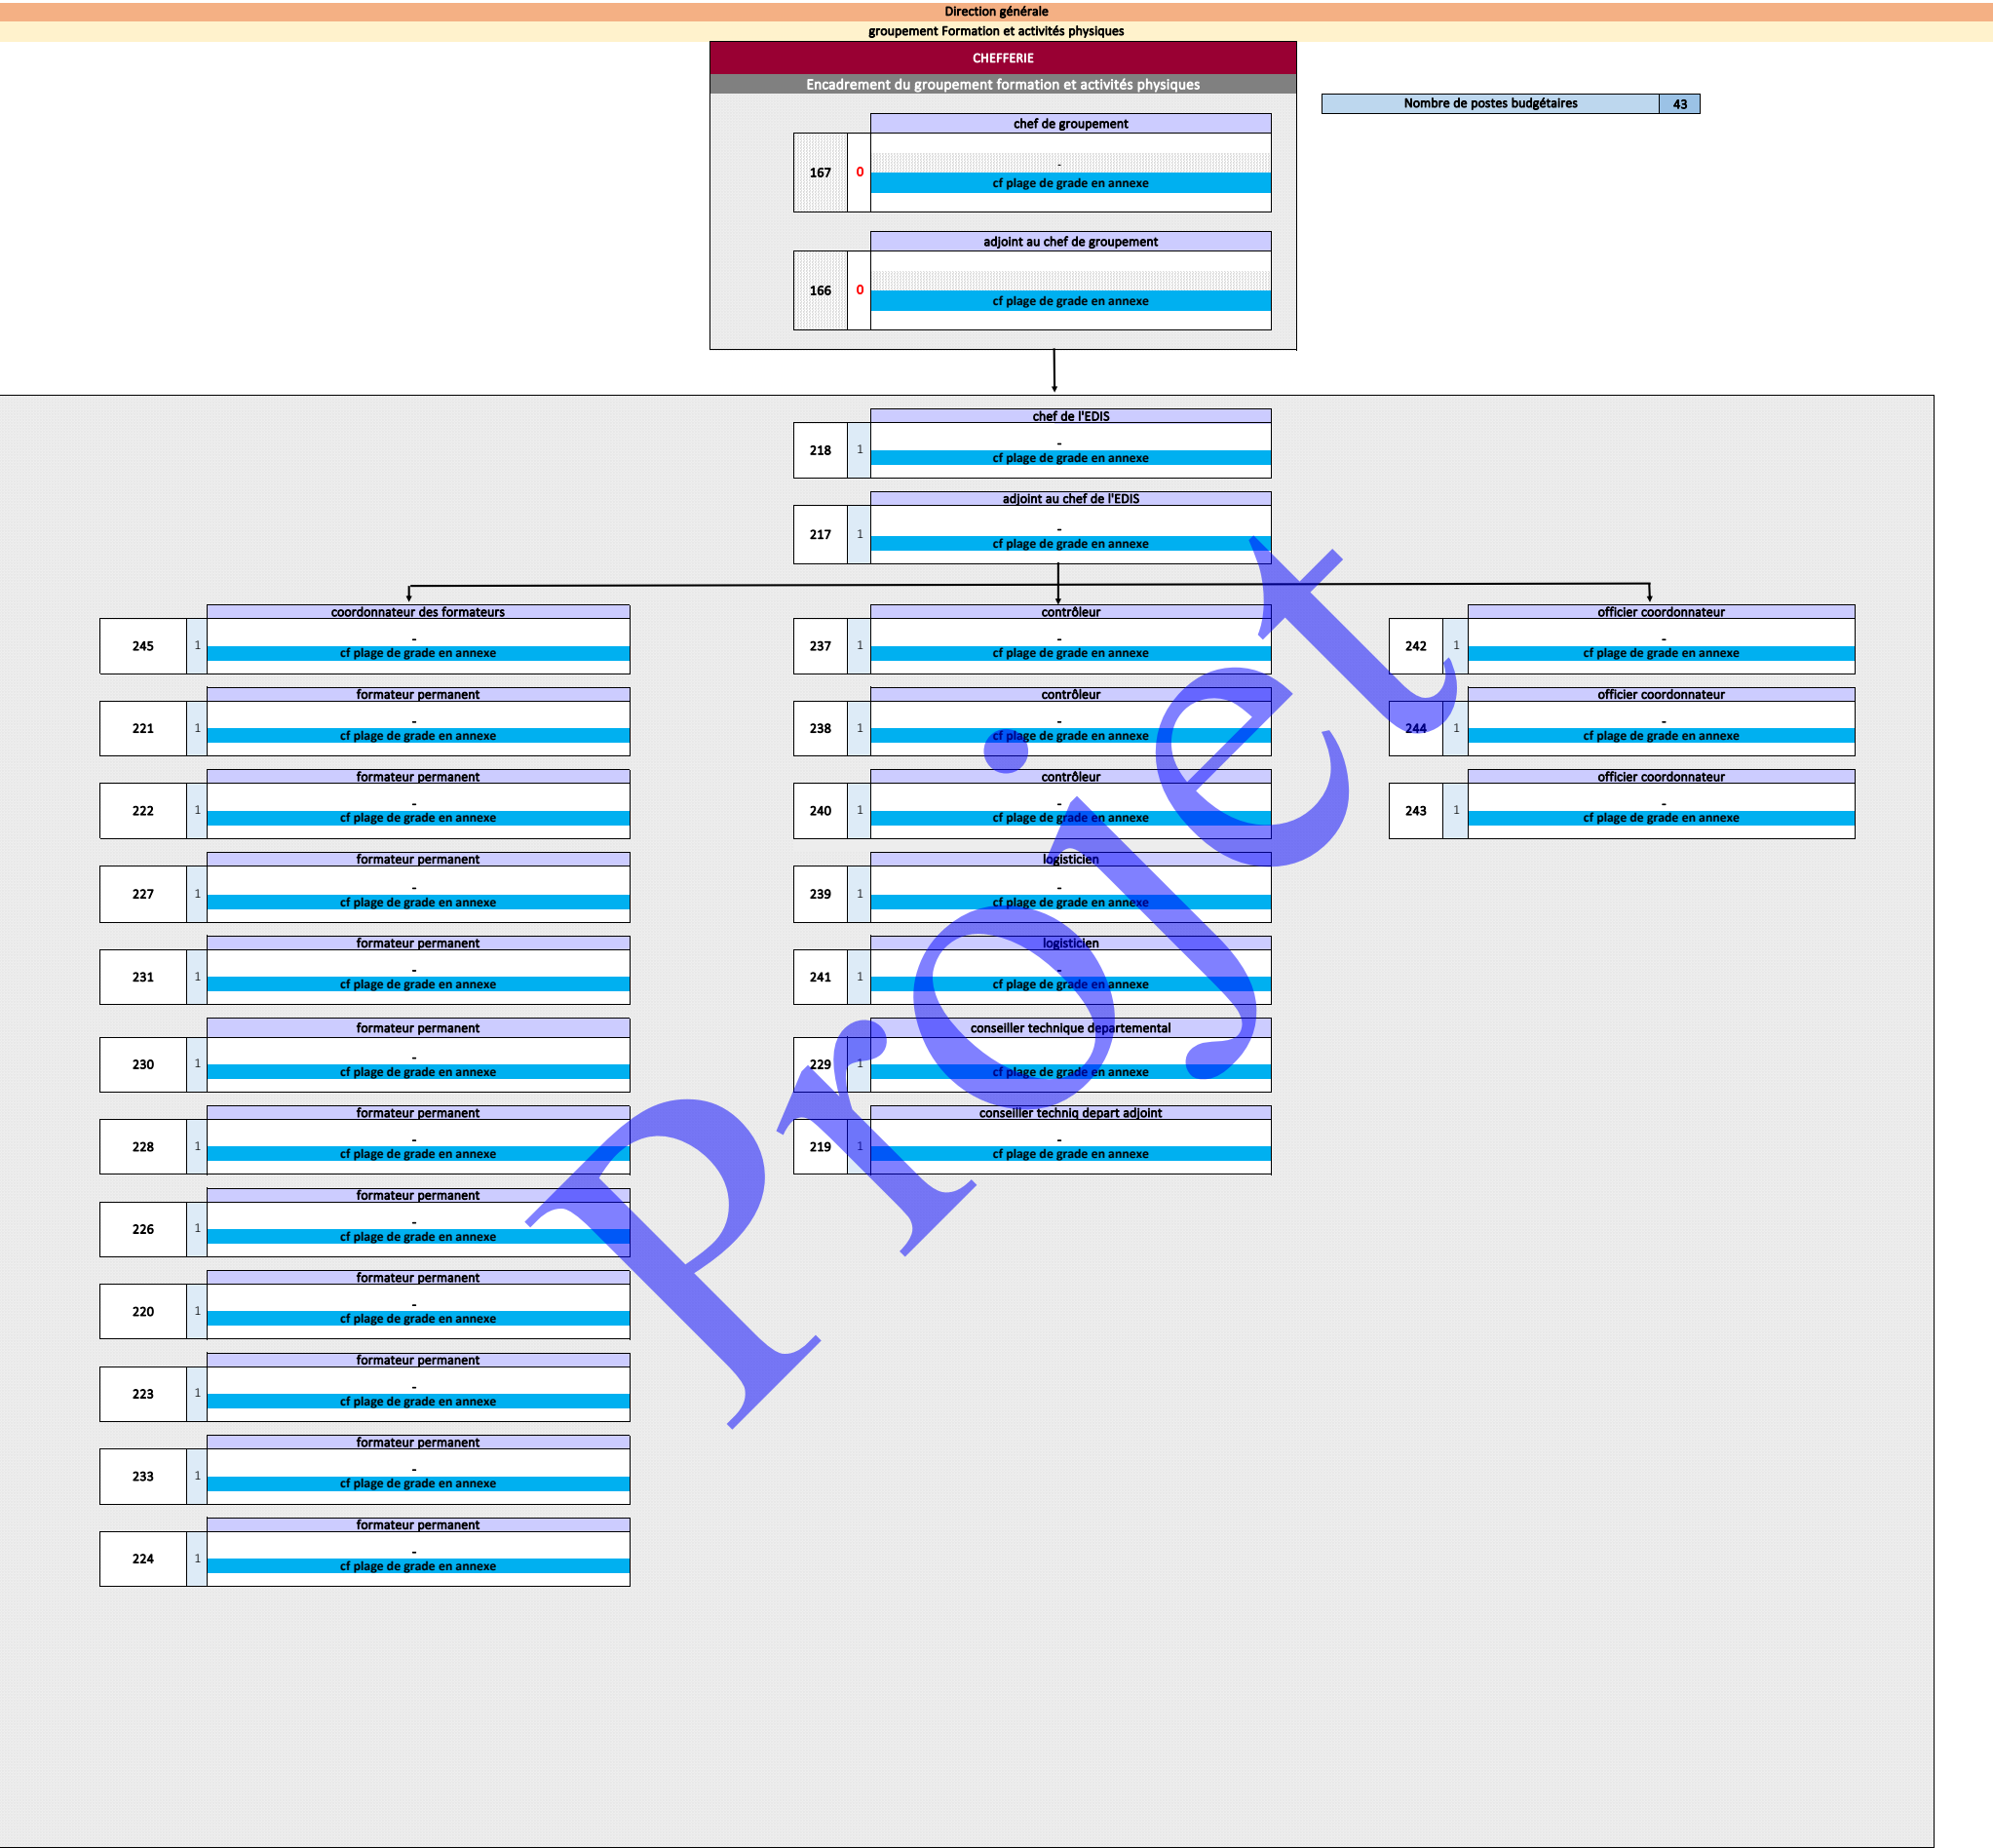 Direction générale
groupement Formation et activités physiques
CHEFFERIE
Encadrement du groupement formation et activités physiques
Nombre de postes budgétaires 43
chef de groupement
-
167 0
cf plage de grade en annexe
adjoint au chef de groupement
166 0
cf plage de grade en annexe
chef de l'EDIS
-
218 1
cf plage de grade en annexe
adjoint au chef de l'EDIS
-
217 1
cf plage de grade en annexe
coordonnateur des formateurs
-
245 1
cf plage de grade en annexe
formateur permanent
-
221 1
cf plage de grade en annexe
formateur permanent
-
222 1
cf plage de grade en annexe
formateur permanent
-
227 1
cf plage de grade en annexe
formateur permanent
-
231 1
cf plage de grade en annexe
formateur permanent
-
230 1
cf plage de grade en annexe
formateur permanent
-
228 1
cf plage de grade en annexe
formateur permanent
-
226 1
cf plage de grade en annexe
formateur permanent
-
220 1
cf plage de grade en annexe
formateur permanent
-
223 1
cf plage de grade en annexe
formateur permanent
-
233 1
cf plage de grade en annexe
formateur permanent
-
224 1
cf plage de grade en annexe
contrôleur
-
237 1
cf plage de grade en annexe
contrôleur
-
238 1
cf plage de grade en annexe
contrôleur
-
240 1
cf plage de grade en annexe
logisticien
-
239 1
cf plage de grade en annexe
logisticien
-
241 1
cf plage de grade en annexe
conseiller technique departemental
229 1
cf plage de grade en annexe
conseiller techniq depart adjoint
-
219 1
cf plage de grade en annexe
officier coordonnateur
-
242 1
cf plage de grade en annexe
officier coordonnateur
-
244 1
cf plage de grade en annexe
officier coordonnateur
-
243 1
cf plage de grade en annexe
Projet